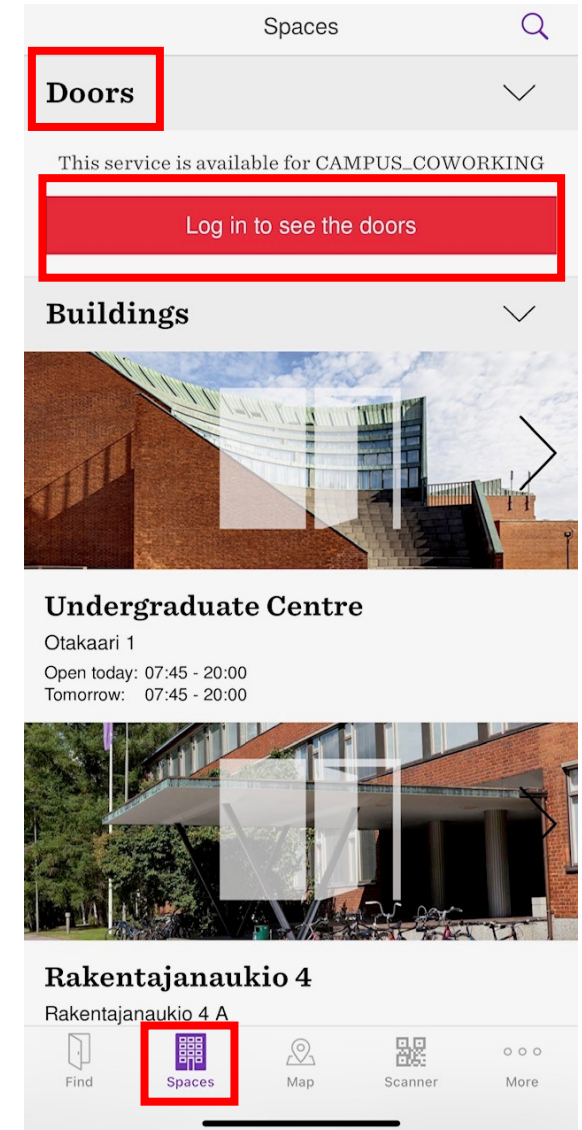 Spaces
Doors
This service is available for CAMPUS_COWORKING
Log in to see the doors
Buildings
Undergraduate Centre
Otakaari 1
Open today: 07:45 - 20:00
Tomorrow: 07:45 - 20:00
Rakentajanaukio 4
Rakentajanaukio 4 A
Find Spaces Map Scanner More